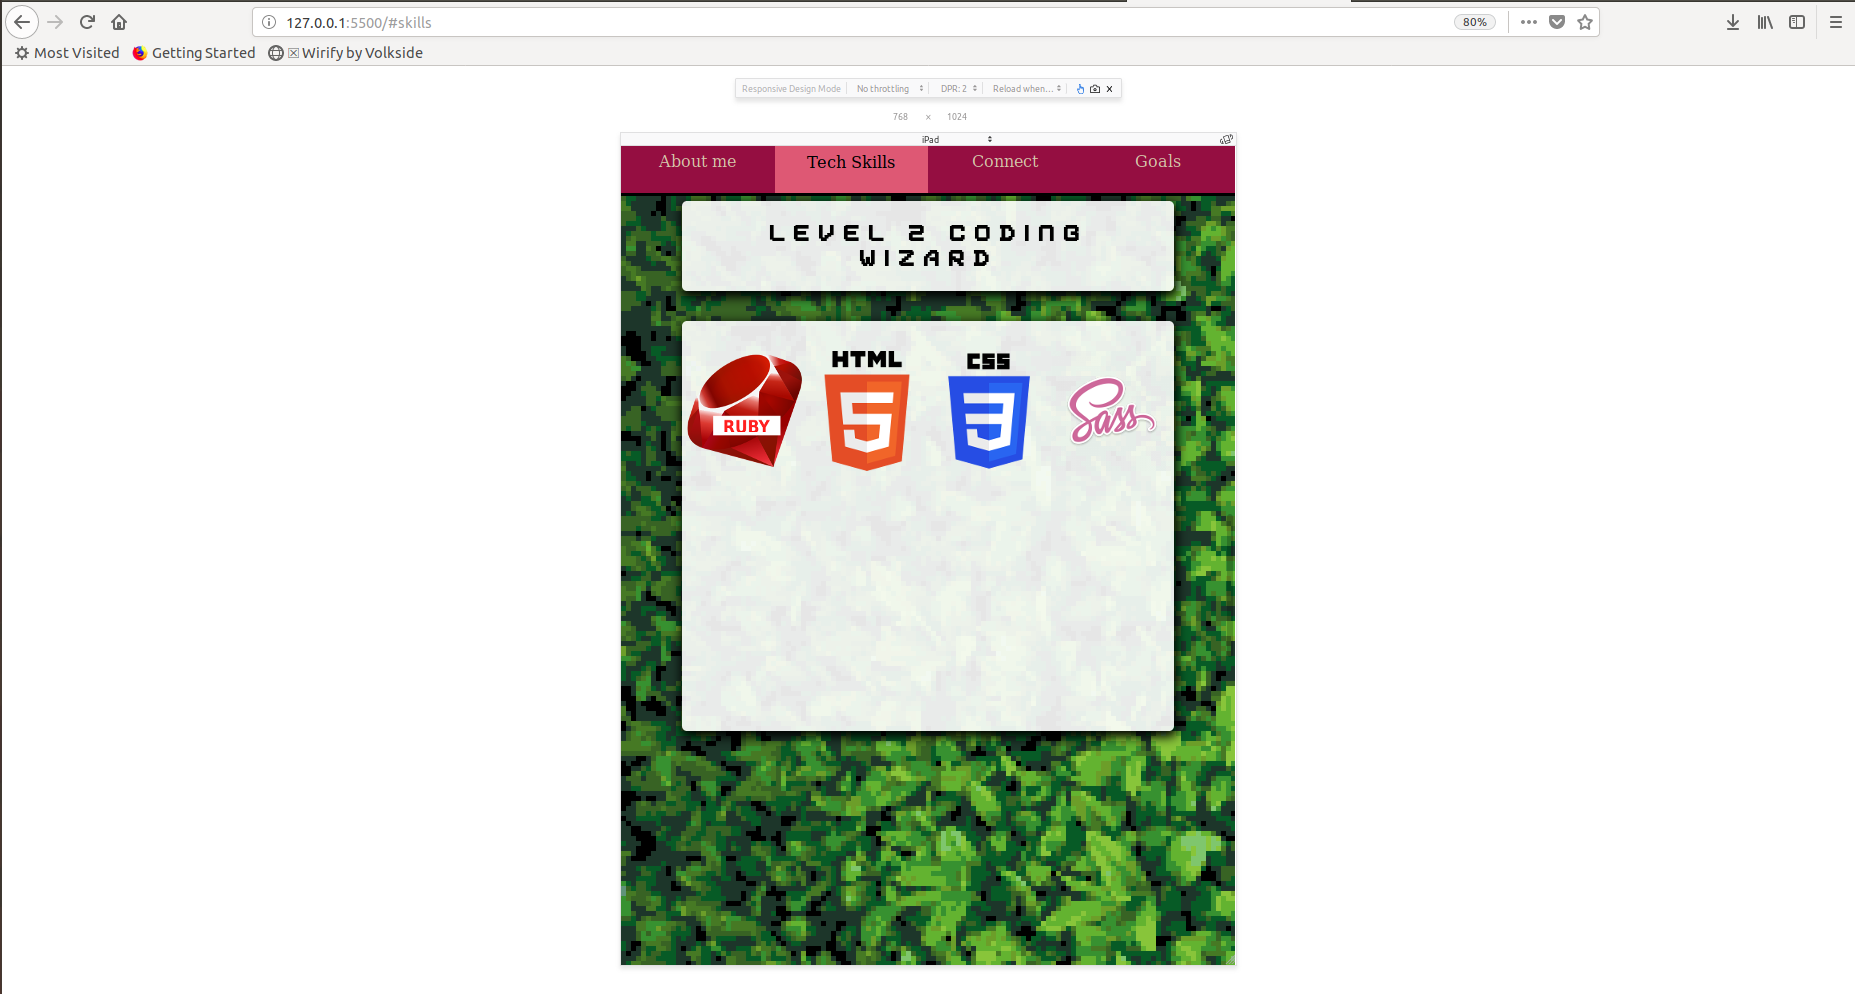 127.0.0.1:5500/#skills
80%
Most Visited
Getting Started
Wirify by Volkside
Responsive Design Mode
No throttling
DPR: 2
Reload when...
768 × 1024
iPad
About me
Tech Skills
Connect
Goals
LEVEL 2 CODING
WIZARD
RUBY
HTML
5
CSS
3
Sass